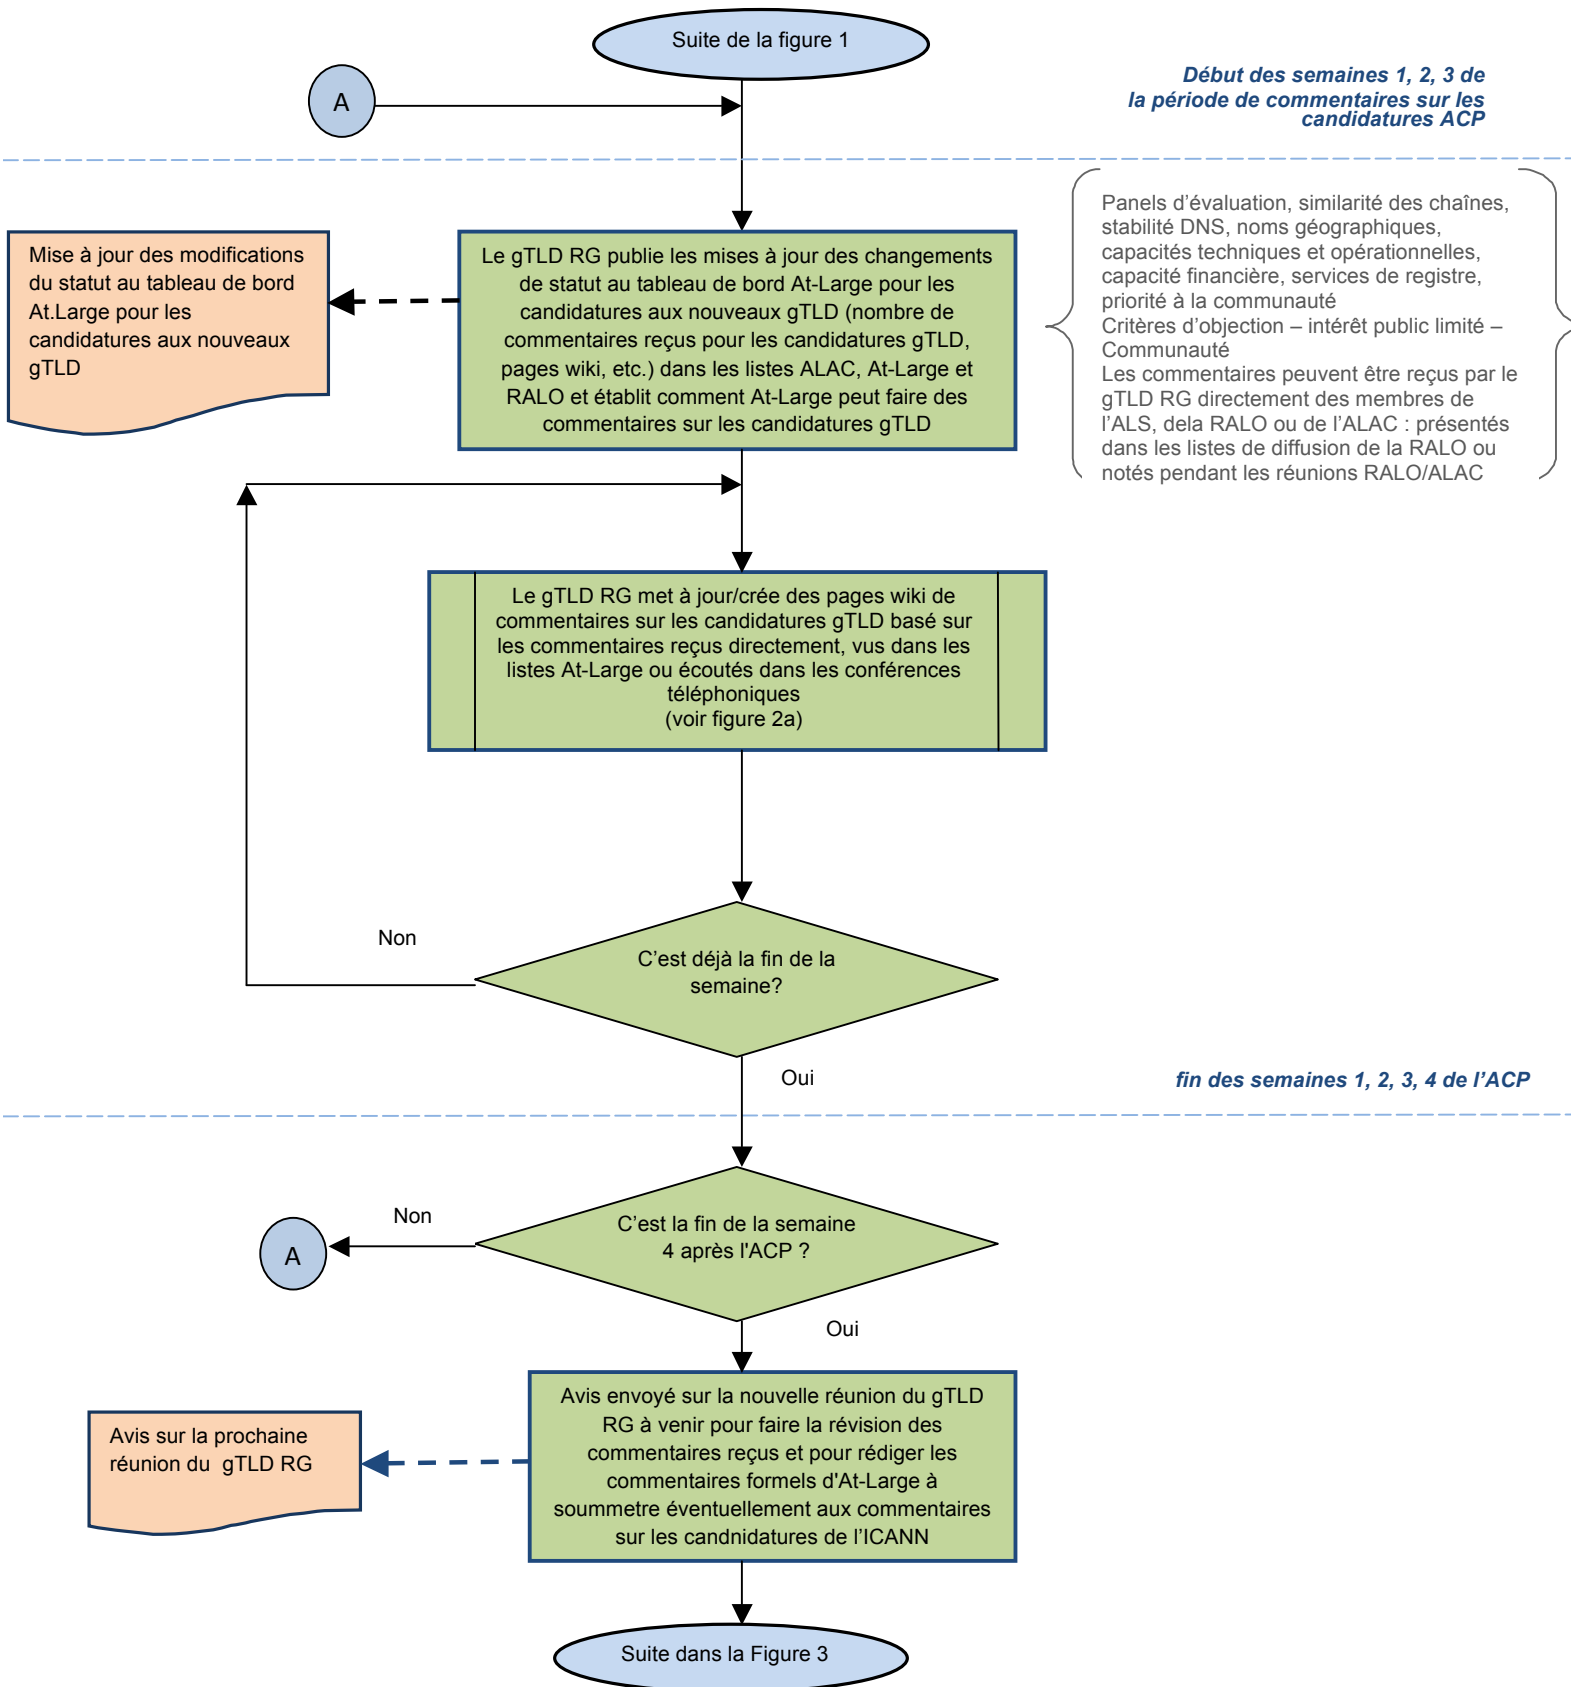 Suite de la figure 1
A
Début des semaines 1, 2, 3 de
la période de commentaires sur les
candidatures ACP
Mise à jour des modifications
du statut au tableau de bord
At.Large pour les
candidatures aux nouveaux
gTLD
Le gTLD RG publie les mises à jour des changements
de statut au tableau de bord At-Large pour les
candidatures aux nouveaux gTLD (nombre de
commentaires reçus pour les candidatures gTLD,
pages wiki, etc.) dans les listes ALAC, At-Large et
RALO et établit comment At-Large peut faire des
commentaires sur les candidatures gTLD
Panels d’évaluation, similarité des chaînes,
stabilité DNS, noms géographiques,
capacités techniques et opérationnelles,
capacité financière, services de registre,
priorité à la communauté
Critères d’objection – intérêt public limité –
Communauté
Les commentaires peuvent être reçus par le
gTLD RG directement des membres de
l’ALS, dela RALO ou de l’ALAC : présentés
dans les listes de diffusion de la RALO ou
notés pendant les réunions RALO/ALAC
Le gTLD RG met à jour/crée des pages wiki de
commentaires sur les candidatures gTLD basé sur
les commentaires reçus directement, vus dans les
listes At-Large ou écoutés dans les conférences
téléphoniques
(voir figure 2a)
Non
C’est déjà la fin de la
semaine?
Oui
fin des semaines 1, 2, 3, 4 de l’ACP
Non
A
C’est la fin de la semaine
4 après l'ACP ?
Oui
Avis sur la prochaine
réunion du gTLD RG
Avis envoyé sur la nouvelle réunion du gTLD
RG à venir pour faire la révision des
commentaires reçus et pour rédiger les
commentaires formels d'At-Large à
soummetre éventuellement aux commentaires
sur les candnidatures de l’ICANN
Suite dans la Figure 3